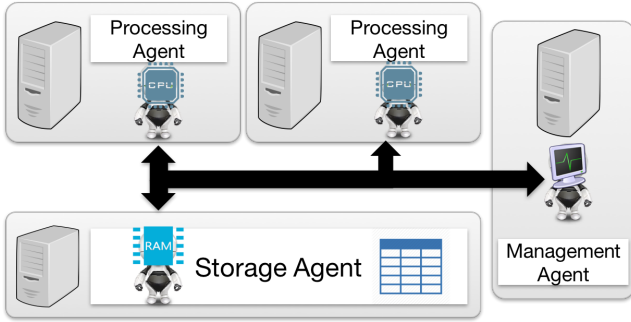 Processing
Agent
CPU
Processing
Agent
CPU
RAM
Storage Agent
Management
Agent